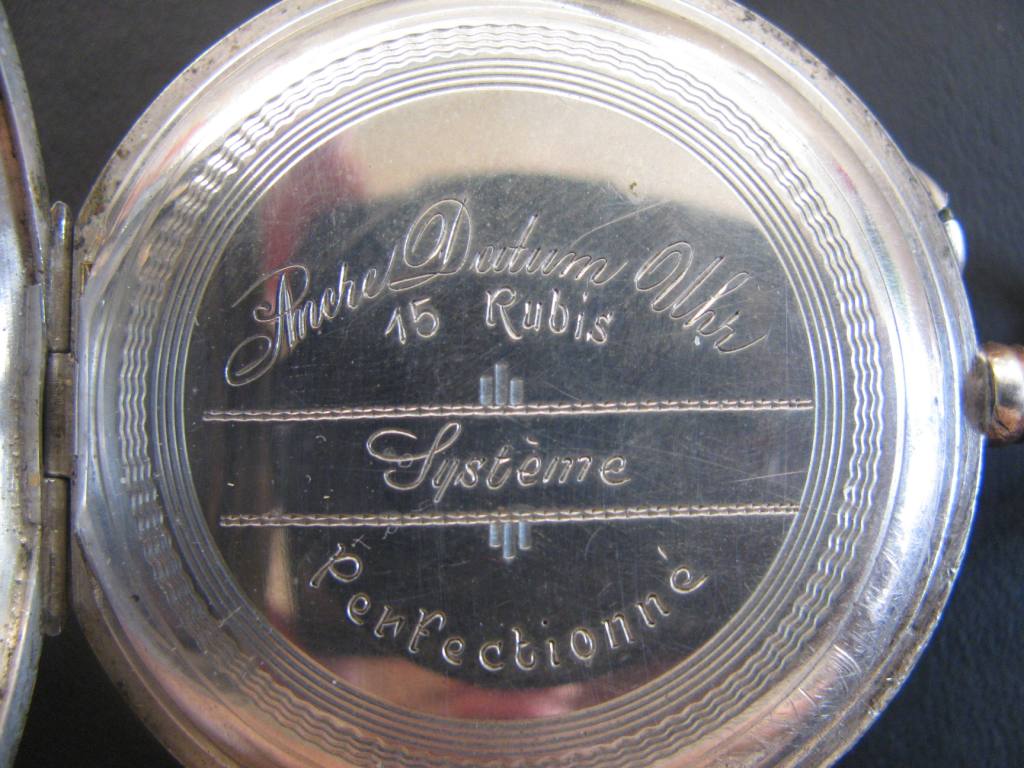 Ancre Datum Uhr
15 Rubis
Système
Perfectionné